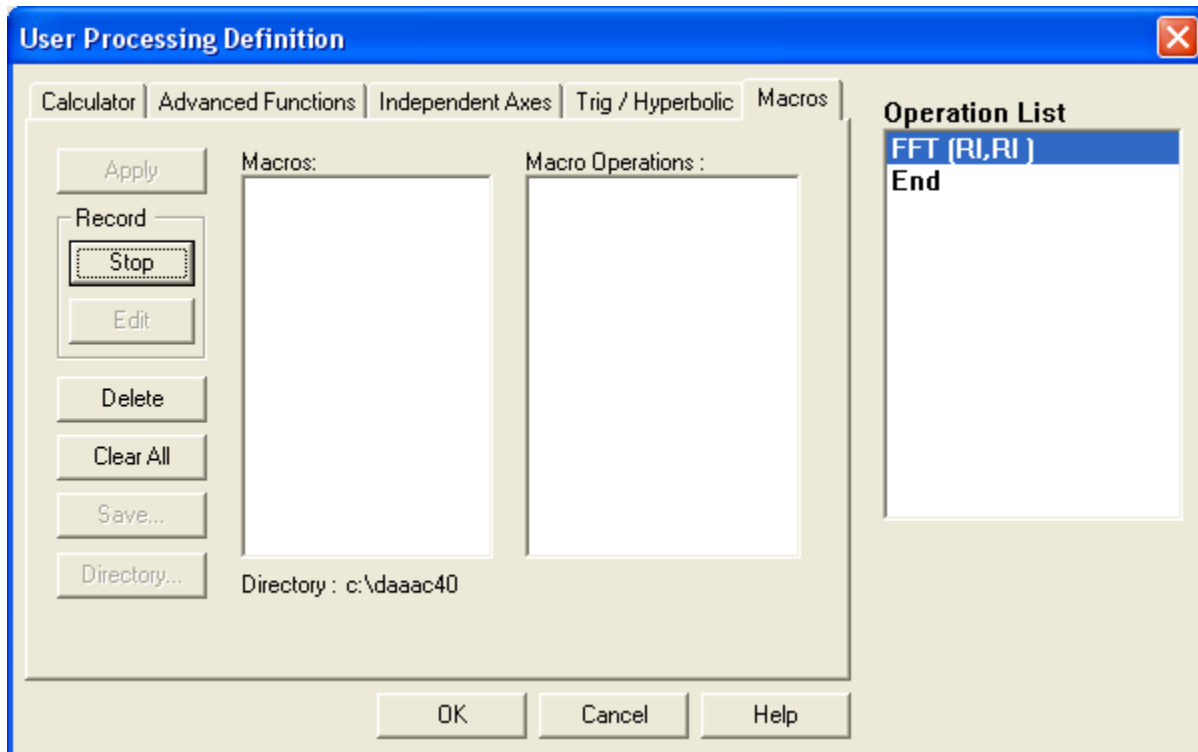 User Processing Definition
Calculator
Advanced Functions
Independent Axes
Trig / Hyperbolic
Macros
Apply
Record
Stop
Edit
Delete
Clear All
Save...
Directory...
Macros:
Macro Operations :
Directory : c:\daaac40
Operation List
FFT (RI,RI )
End
OK
Cancel
Help